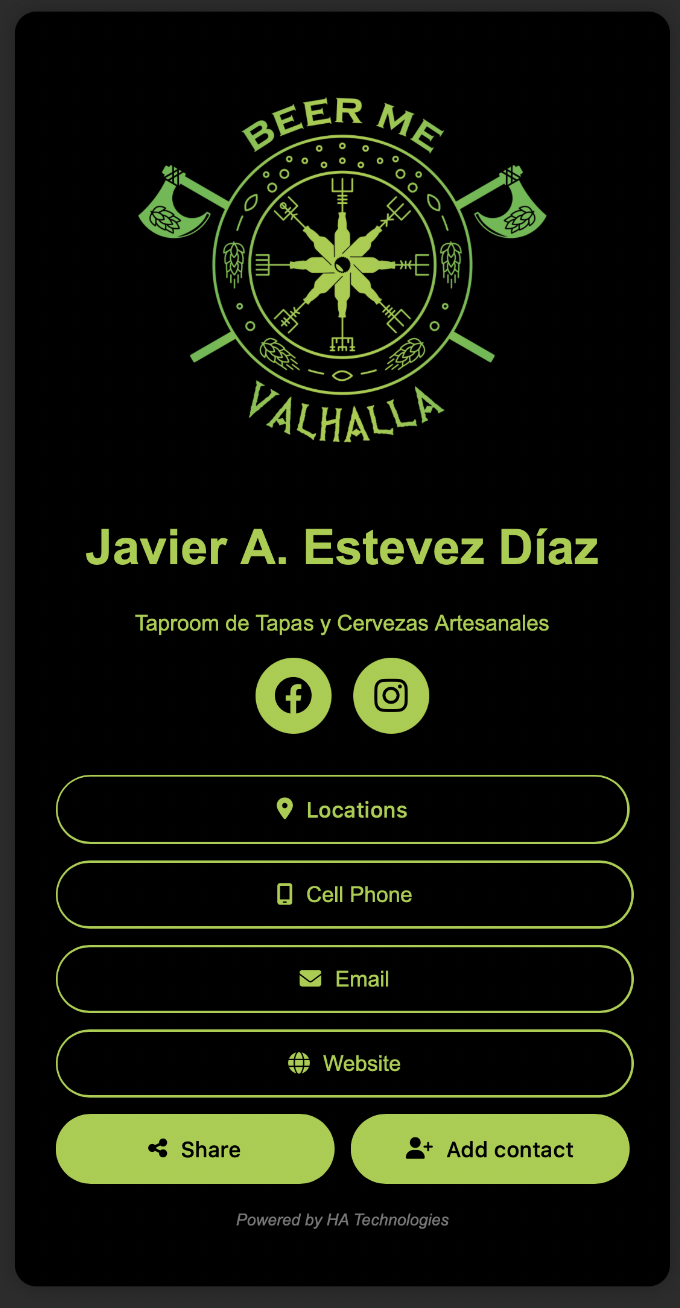 BEER ME
VALHALLA
Javier A. Estevez Díaz
Taproom de Tapas y Cervezas Artesanales
Locations
Cell Phone
Email
Website
Share
Add contact
Powered by HA Technologies